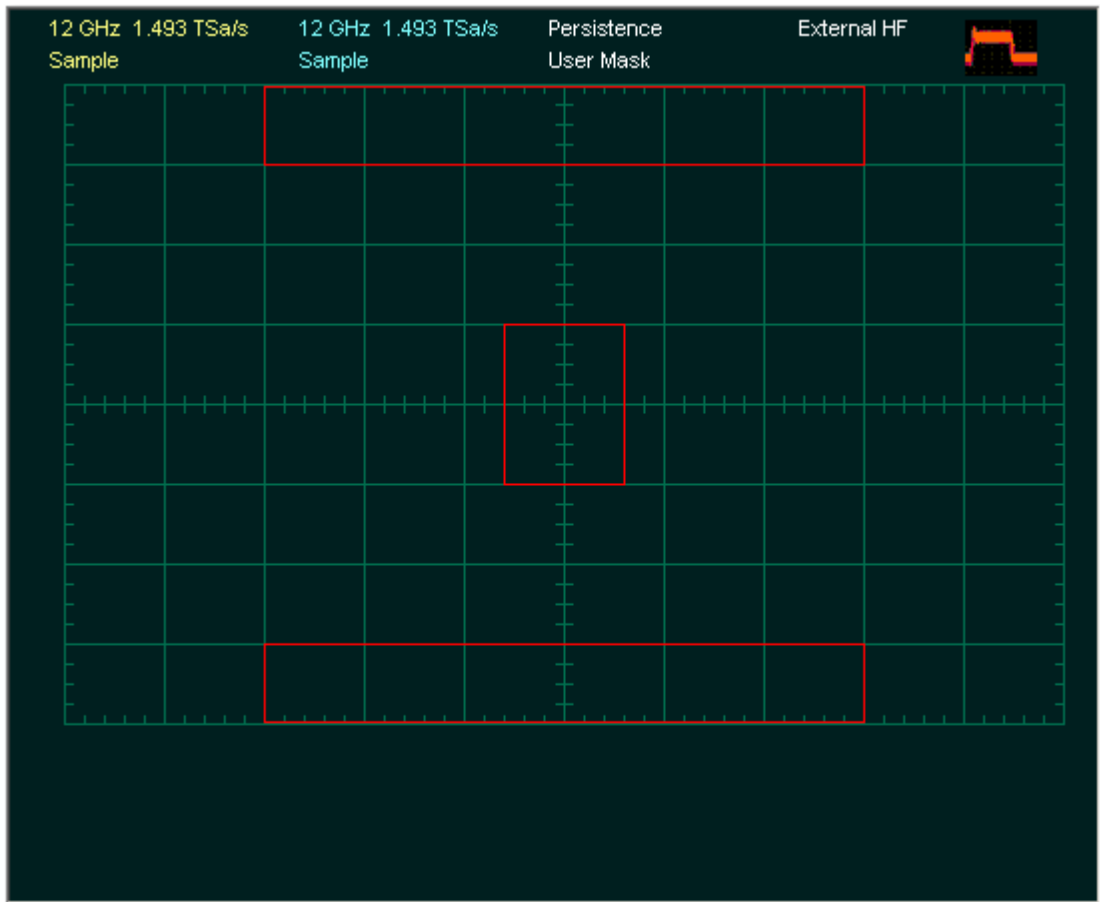 12 GHz 1.493 TSa/s 12 GHz 1.493 TSa/s Persistence External HF
Sample Sample User Mask